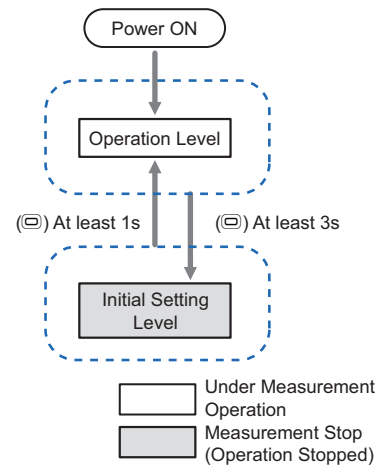 Power ON
Operation Level
() At least 1s
() At least 3s
Initial Setting
Level
Under Measurement
Operation
Measurement Stop
(Operation Stopped)